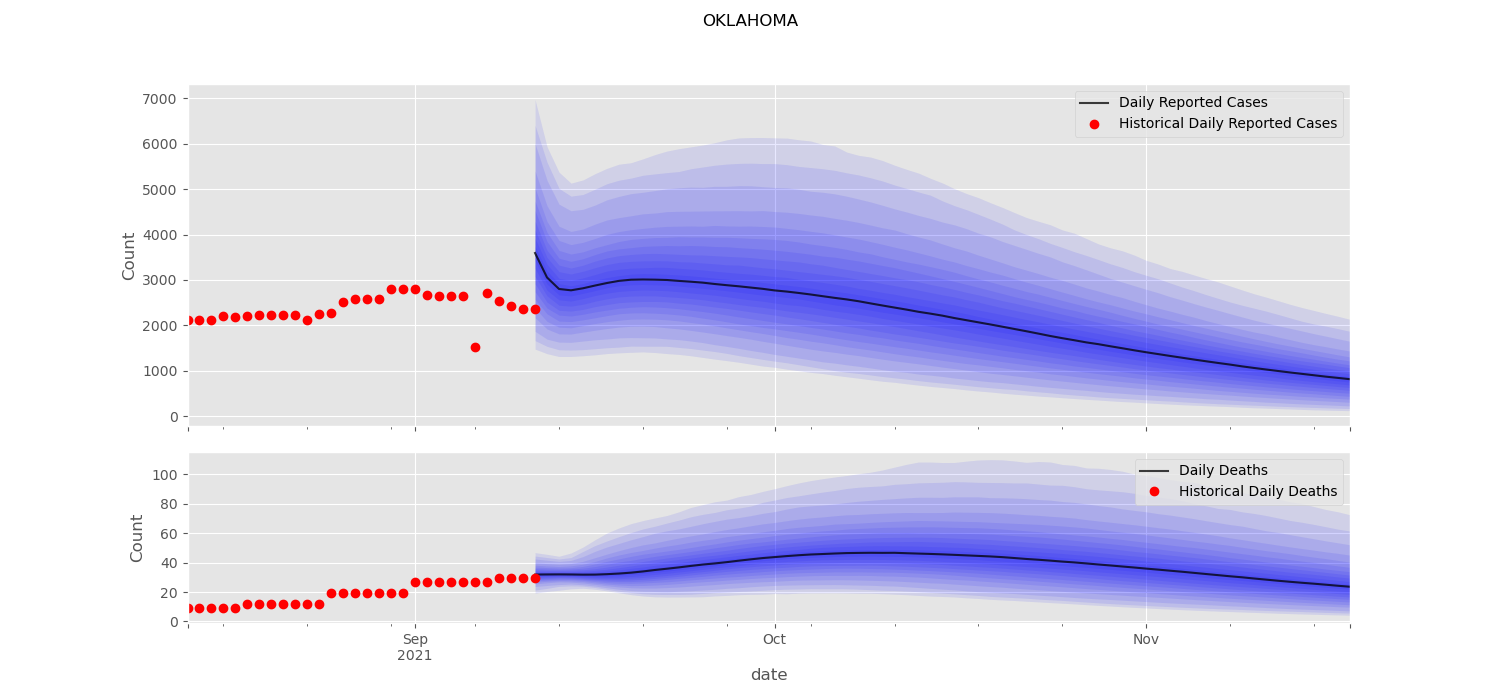 OKLAHOMA
7000
6000
5000
4000
3000
2000
1000
0
Count
Daily Reported Cases
Historical Daily Reported Cases
100
80
60
40
20
0
Count
Daily Deaths
Historical Daily Deaths
Sep
2021
Oct
Nov
date